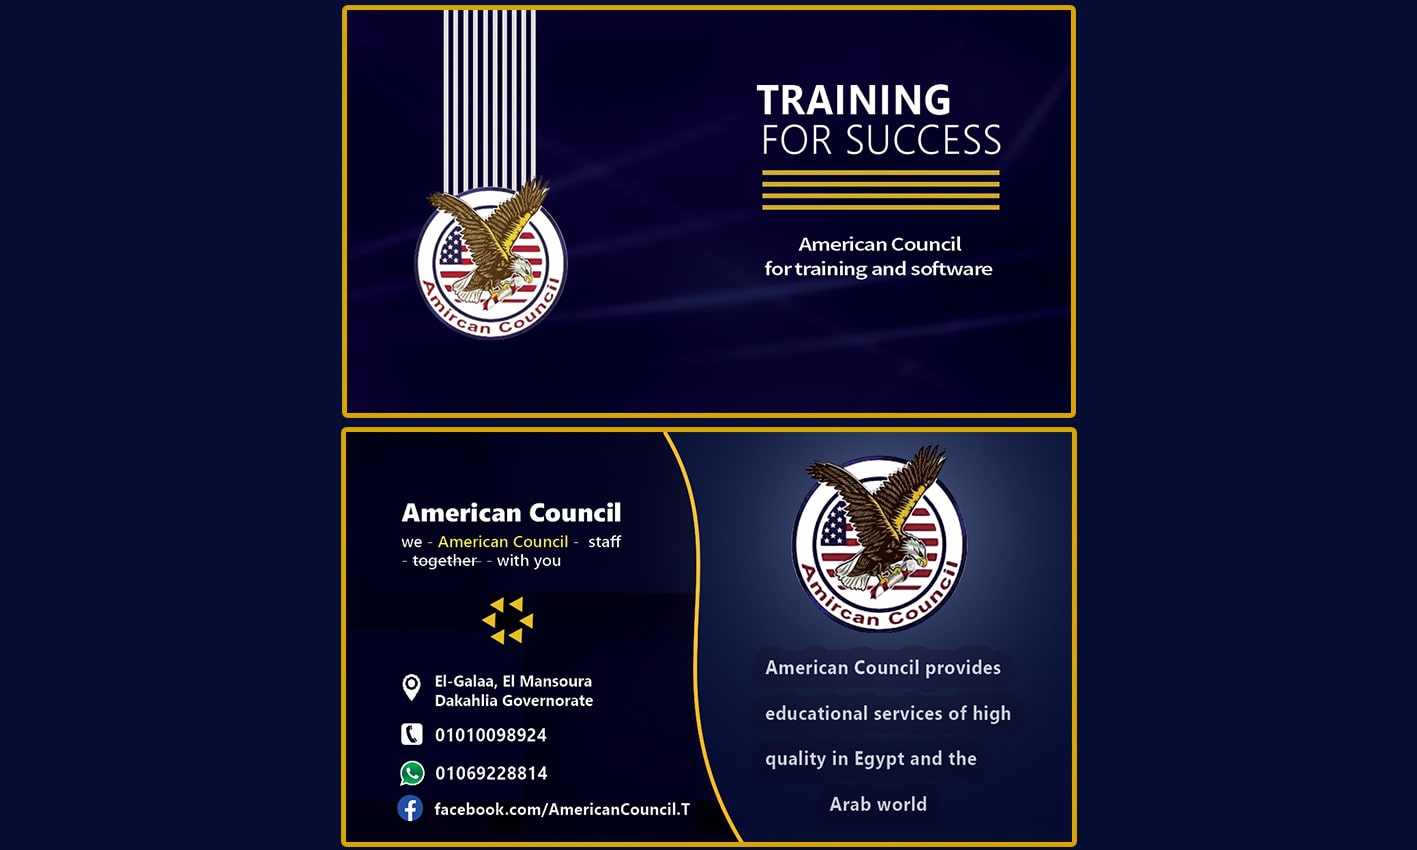 TRAINING
FOR SUCCESS
American Council
for training and software
Amircan Council
American Council
we - American Council - staff
- together- - with you
El-Galaa, El Mansoura
Dakahlia Governorate
01010098924
01069228814
facebook.com/AmericanCouncil.T
Amircan Council
American Council provides
educational services of high
quality in Egypt and the
Arab world